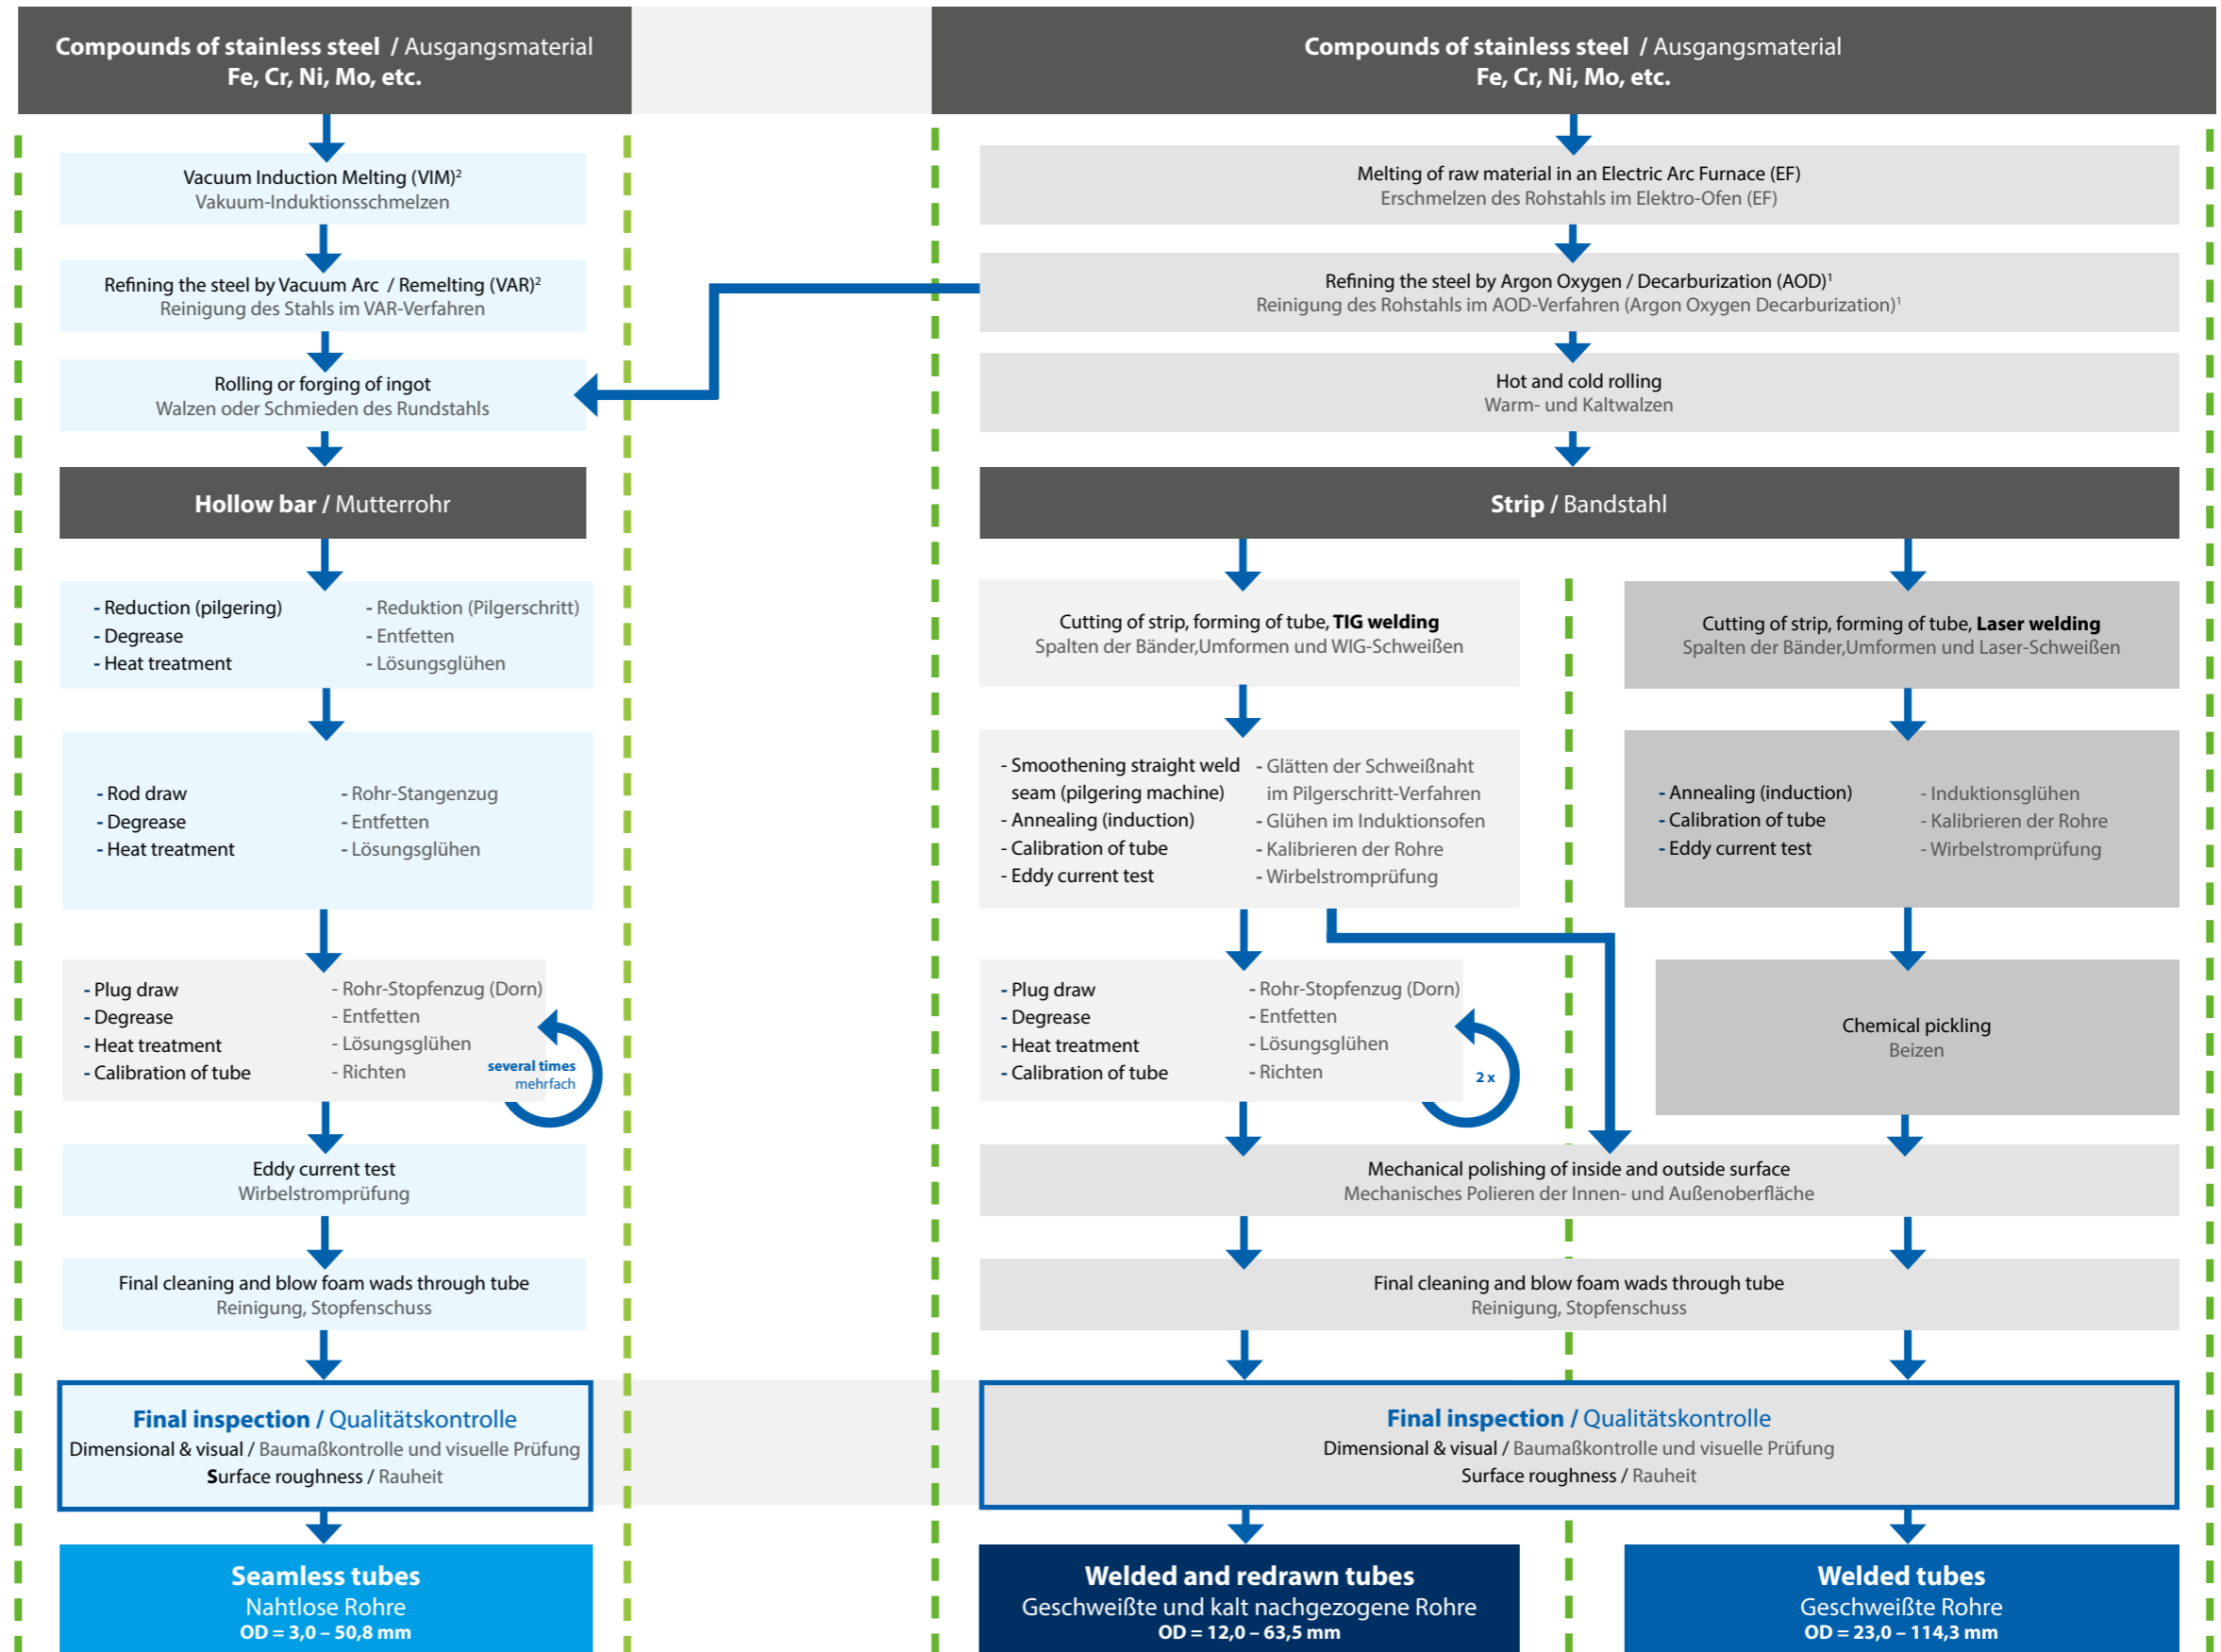 Compounds of stainless steel / Ausgangsmaterial
Fe, Cr, Ni, Mo, etc.
Vacuum Induction Melting (VIM)²
Vakuum-Induktionsschmelzen
Refining the steel by Vacuum Arc / Remelting (VAR)²
Reinigung des Stahls im VAR-Verfahren
Rolling or forging of ingot
Walzen oder Schmieden des Rundstahls
Hollow bar / Mutterrohr
- Reduction (pilgering) - Reduktion (Pilgerschritt)
- Degrease - Entfetten
- Heat treatment - Lösungsglühen
- Rod draw - Rohr-Stangenzug
- Degrease - Entfetten
- Heat treatment - Lösungsglühen
- Plug draw - Rohr-Stopfenzug (Dorn)
- Degrease - Entfetten
- Heat treatment - Lösungsglühen
- Calibration of tube - Richten
several times
mehrfach
Eddy current test
Wirbelstromprüfung
Final cleaning and blow foam wads through tube
Reinigung, Stopfenschuss
Final inspection / Qualitätskontrolle
Dimensional & visual / Baumaßkontrolle und visuelle Prüfung
Surface roughness / Rauheit
Seamless tubes
Nahtlose Rohre
OD = 3,0 – 50,8 mm
Compounds of stainless steel / Ausgangsmaterial
Fe, Cr, Ni, Mo, etc.
Melting of raw material in an Electric Arc Furnace (EF)
Erschmelzen des Rohstahls im Elektro-Ofen (EF)
Refining the steel by Argon Oxygen / Decarburization (AOD)¹
Reinigung des Rohstahls im AOD-Verfahren (Argon Oxygen Decarburization)¹
Hot and cold rolling
Warm- und Kaltwalzen
Strip / Bandstahl
Cutting of strip, forming of tube, TIG welding
Spalten der Bänder,Umformen und WIG-Schweißen
- Smoothening straight weld - Glätten der Schweißnaht
seam (pilgering machine) im Pilgerschritt-Verfahren
- Annealing (induction) - Glühen im Induktionsofen
- Calibration of tube - Kalibrieren der Rohre
- Eddy current test - Wirbelstromprüfung
- Plug draw - Rohr-Stopfenzug (Dorn)
- Degrease - Entfetten
- Heat treatment - Lösungsglühen
- Calibration of tube - Richten
2 x
Cutting of strip, forming of tube, Laser welding
Spalten der Bänder,Umformen und Laser-Schweißen
- Annealing (induction) - Induktionsglühen
- Calibration of tube - Kalibrieren der Rohre
- Eddy current test - Wirbelstromprüfung
Chemical pickling
Beizen
Mechanical polishing of inside and outside surface
Mechanisches Polieren der Innen- und Außenoberfläche
Final cleaning and blow foam wads through tube
Reinigung, Stopfenschuss
Final inspection / Qualitätskontrolle
Dimensional & visual / Baumaßkontrolle und visuelle Prüfung
Surface roughness / Rauheit
Welded and redrawn tubes
Geschweißte und kalt nachgezogene Rohre
OD = 12,0 – 63,5 mm
Welded tubes
Geschweißte Rohre
OD = 23,0 – 114,3 mm